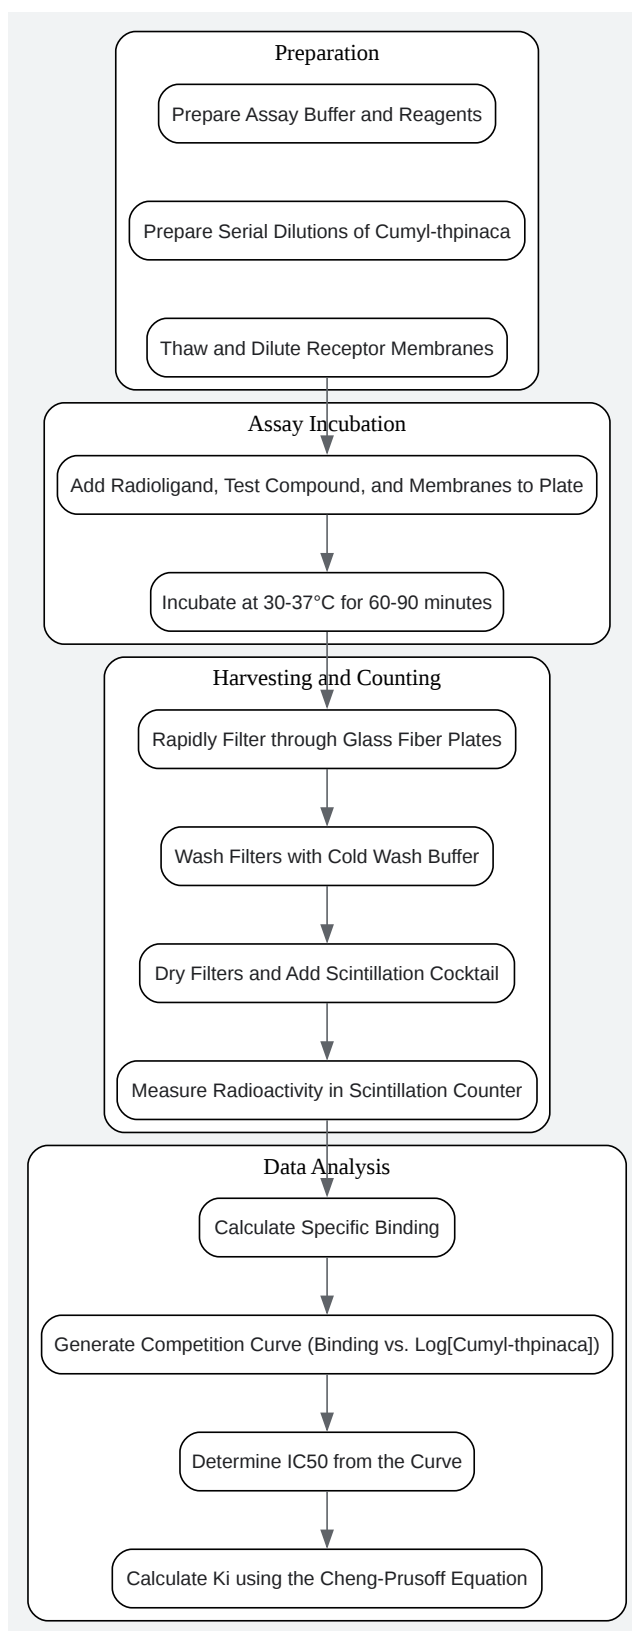 Preparation
Prepare Assay Buffer and Reagents
Prepare Serial Dilutions of Cumyl-thpinaca
Thaw and Dilute Receptor Membranes
Assay Incubation
Add Radioligand, Test Compound, and Membranes to Plate
Incubate at 30-37°C for 60-90 minutes
Harvesting and Counting
Rapidly Filter through Glass Fiber Plates
Wash Filters with Cold Wash Buffer
Dry Filters and Add Scintillation Cocktail
Measure Radioactivity in Scintillation Counter
Data Analysis
Calculate Specific Binding
Generate Competition Curve (Binding vs. Log[Cumyl-thpinaca])
Determine IC50 from the Curve
Calculate Ki using the Cheng-Prusoff Equation